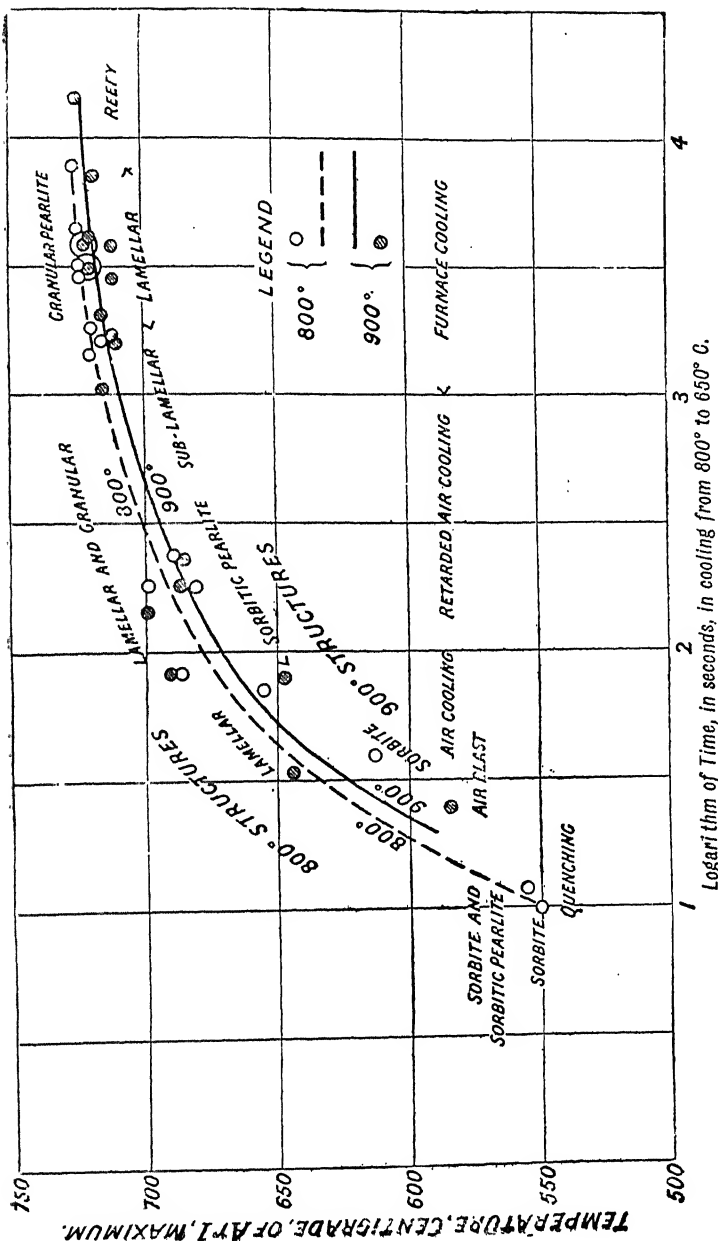 TEMPERATURE, CENTIGRADE, OF Ar1, MAXIMUM.
750
700
650
600
550
500
REEFY
GRANULAR PEARLITE
LAMELLAR
SUB-LAMELLAR
LAMELLAR AND GRANULAR
800°
900°
SORBITIC PEARLITE
900° STRUCTURES
LAMELLAR
800° STRUCTURES
SORBITE
900°
800°
LEGEND
800°
900°.
FURNACE COOLING
RETARDED AIR COOLING
AIR COOLING
AIR BLAST
QUENCHING
SORBITE AND
SORBITIC PEARLITE
SORBITE
1
2
3
4
Logarithm of Time, in seconds, in cooling from 800° to 650° C.